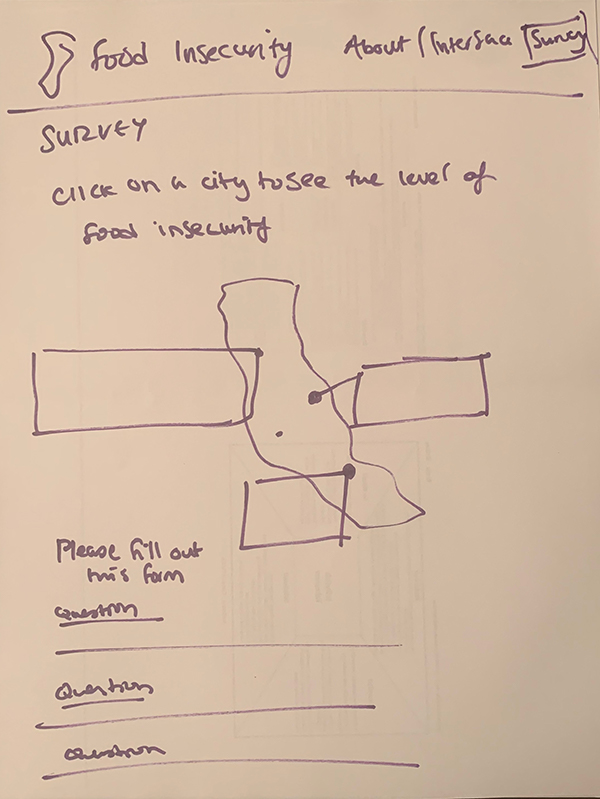 Food Insecurity About / Interface Survey
SURVEY
Click on a city to see the level of
food insecurity
Please fill out
this form
Question
Question
Question